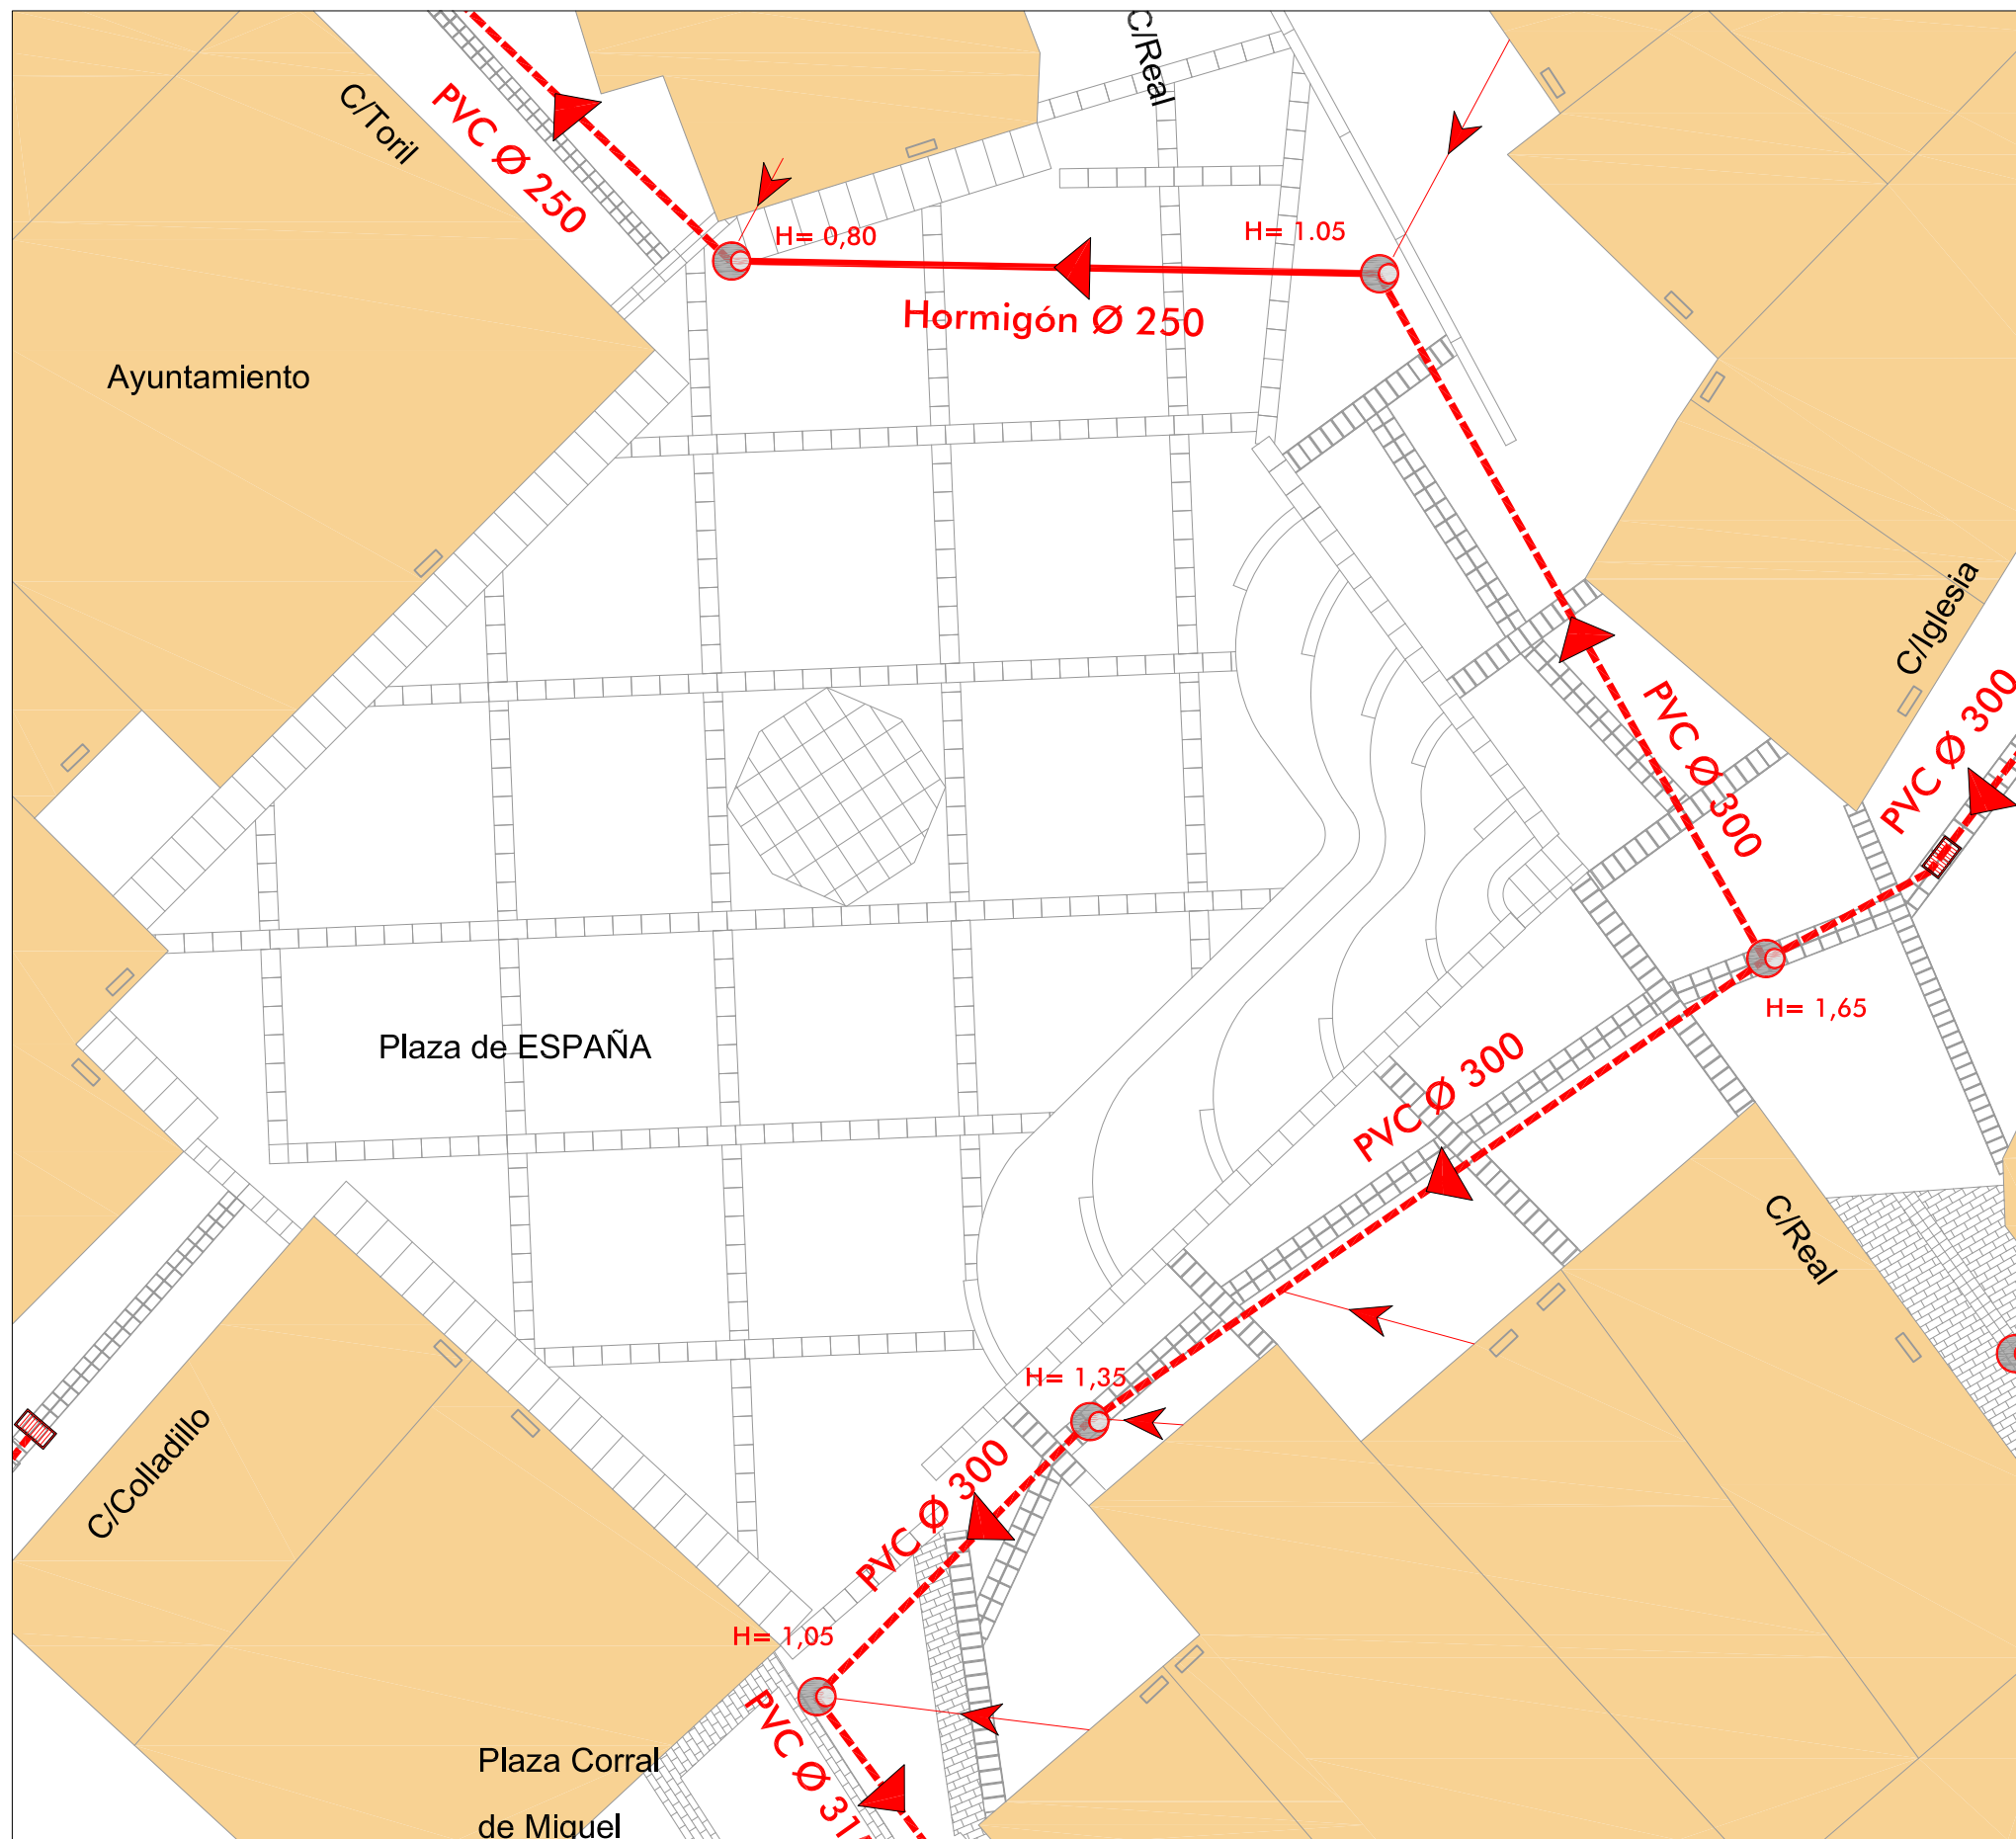 C/Real
C/Toril
PVC Ø 250
H= 0,80
H= 1.05
Hormigón Ø 250
Ayuntamiento
C/Iglesia
PVC Ø 300
PVC Ø 300
H= 1,65
Plaza de ESPAÑA
PVC Ø 300
C/Real
H= 1,35
C/Colladillo
PVC Ø 300
H= 1,05
PVC Ø
Plaza Corral
de Miguel